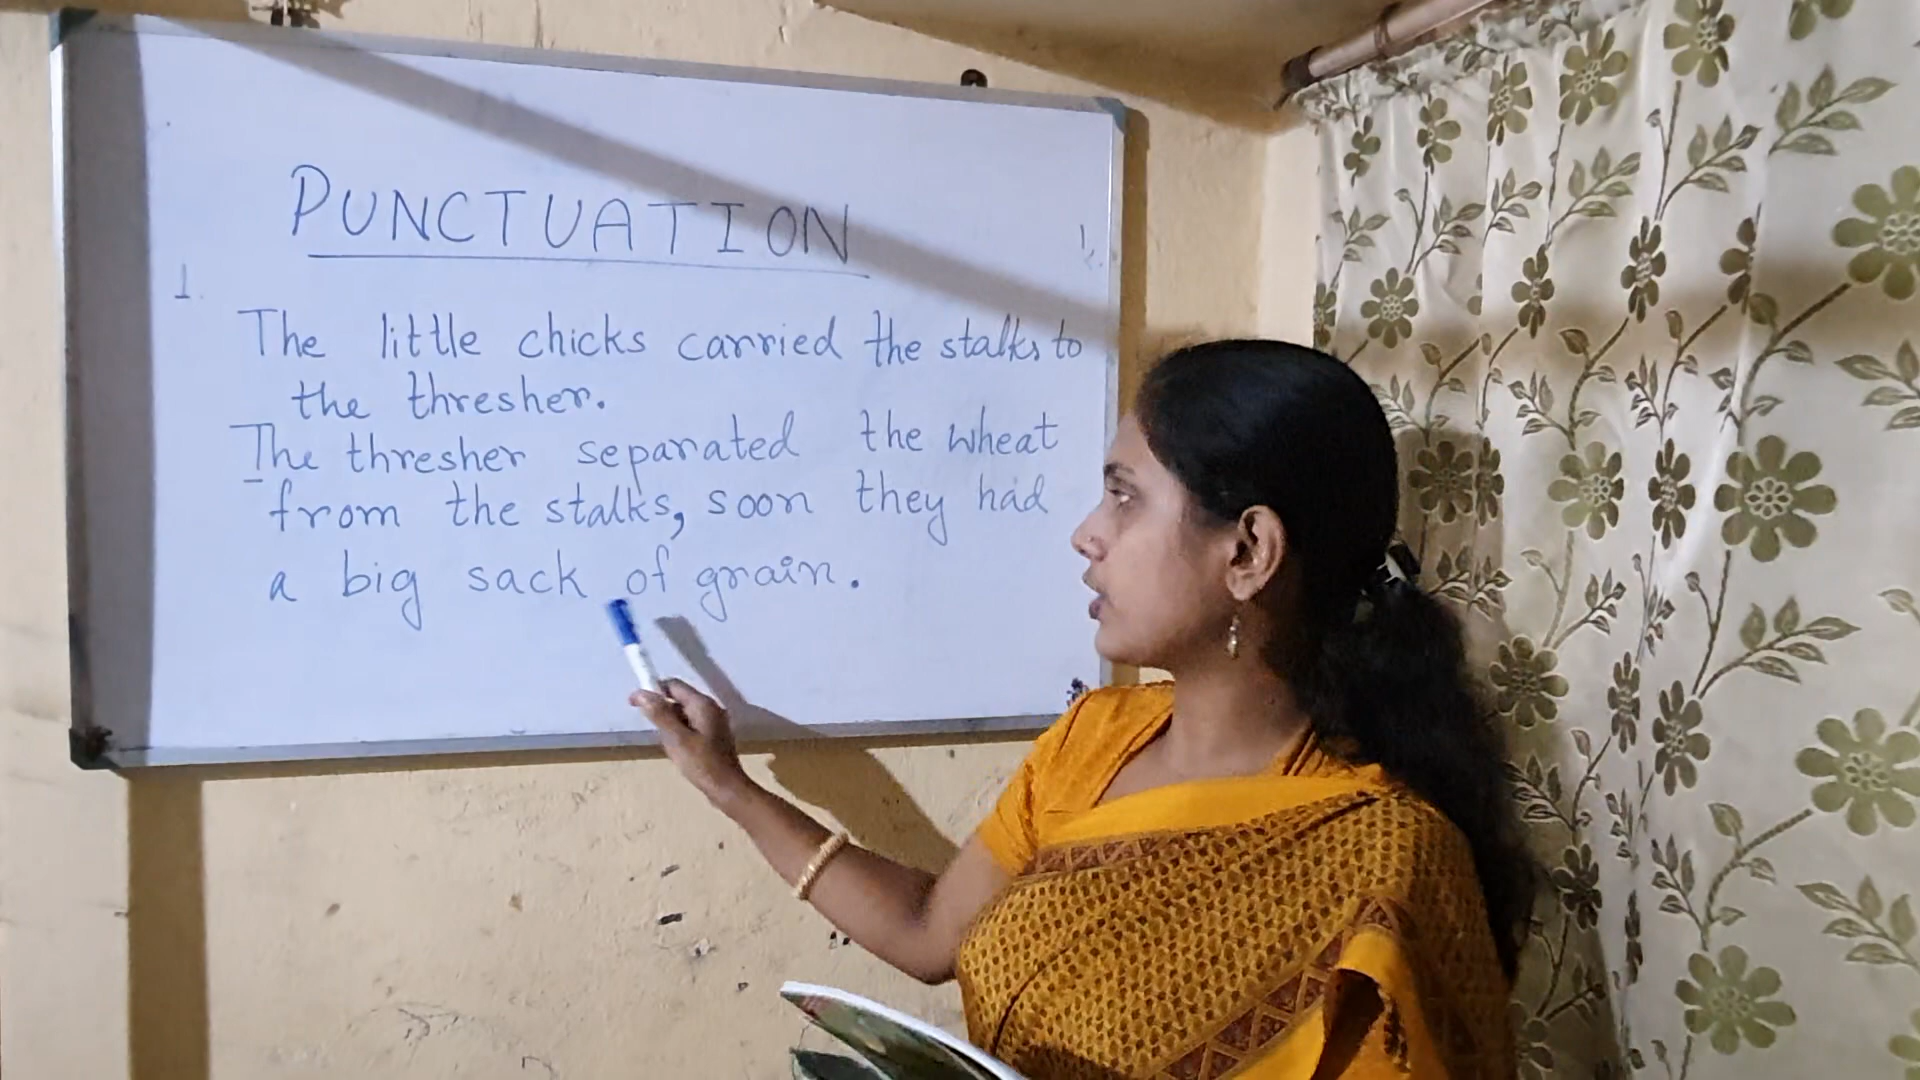 PUNCTUATION
1.
The little chicks carried the stalks to
the thresher.
The thresher separated the wheat
from the stalks, soon they had
a big sack of grain.